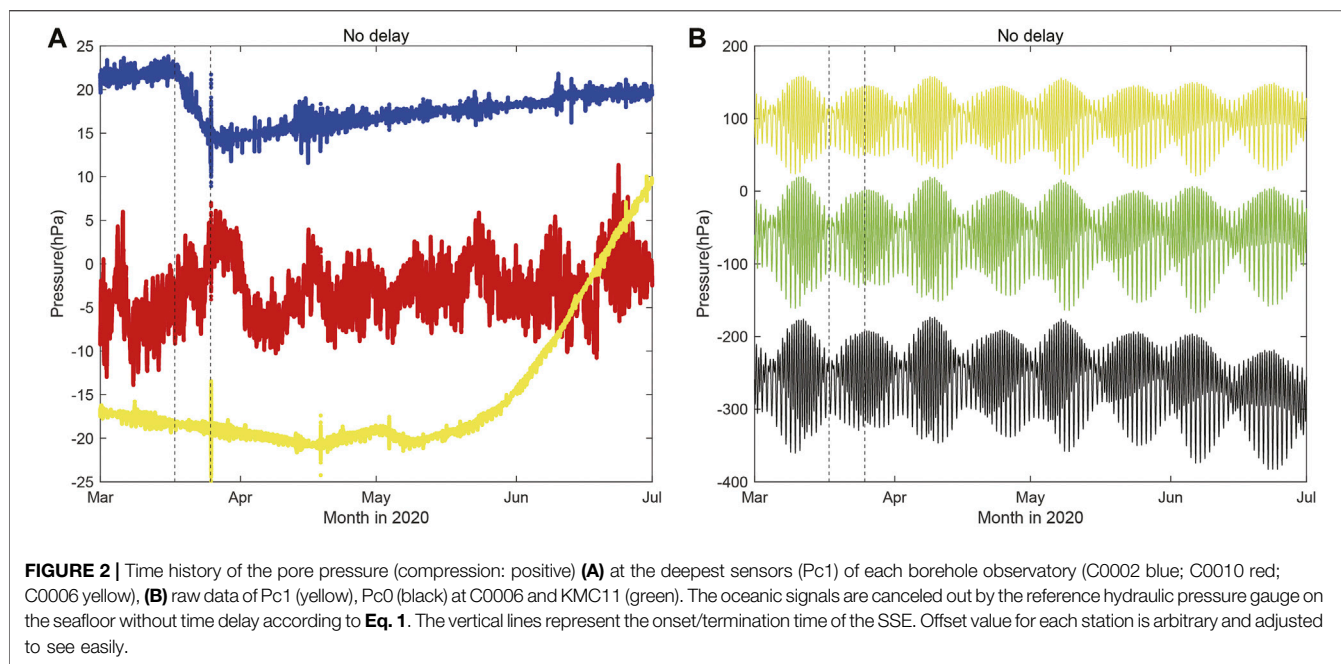 A
No delay
25
20
15
10
5
0
-5
-10
-15
-20
-25
Pressure(hPa)
Mar
Apr
May
Jun
Jul
Month in 2020
B
No delay
200
100
0
-100
-200
-300
-400
Pressure(hPa)
Mar
Apr
May
Jun
Jul
Month in 2020
FIGURE 2 | Time history of the pore pressure (compression: positive) (A) at the deepest sensors (Pc1) of each borehole observatory (C0002 blue; C0010 red;
C0006 yellow), (B) raw data of Pc1 (yellow), Pc0 (black) at C0006 and KMC11 (green). The oceanic signals are canceled out by the reference hydraulic pressure gauge on
the seafloor without time delay according to Eq. 1. The vertical lines represent the onset/termination time of the SSE. Offset value for each station is arbitrary and adjusted
to see easily.